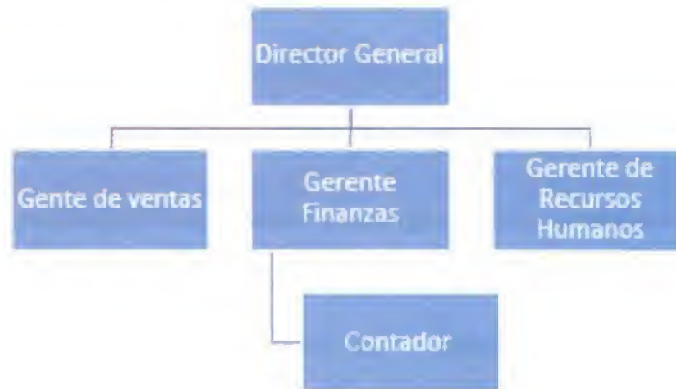 Director General
Gente de ventas
Gerente
Finanzas
Gerente de
Recursos
Humanos
Contador